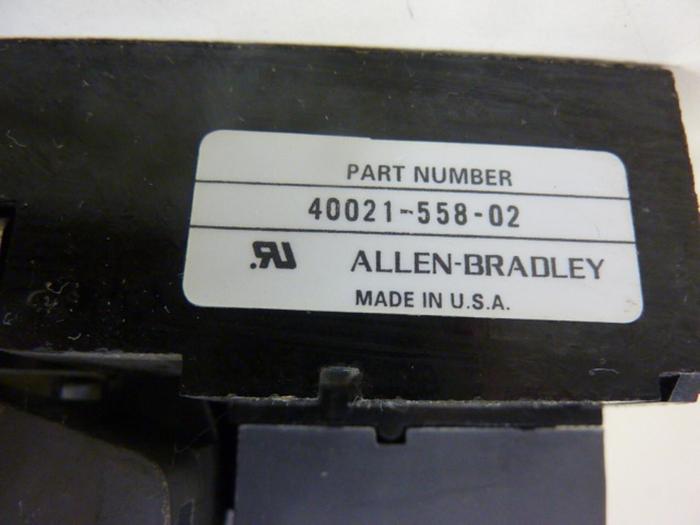 PART NUMBER
40021-558-02
ALLEN-BRADLEY
MADE IN U.S.A.